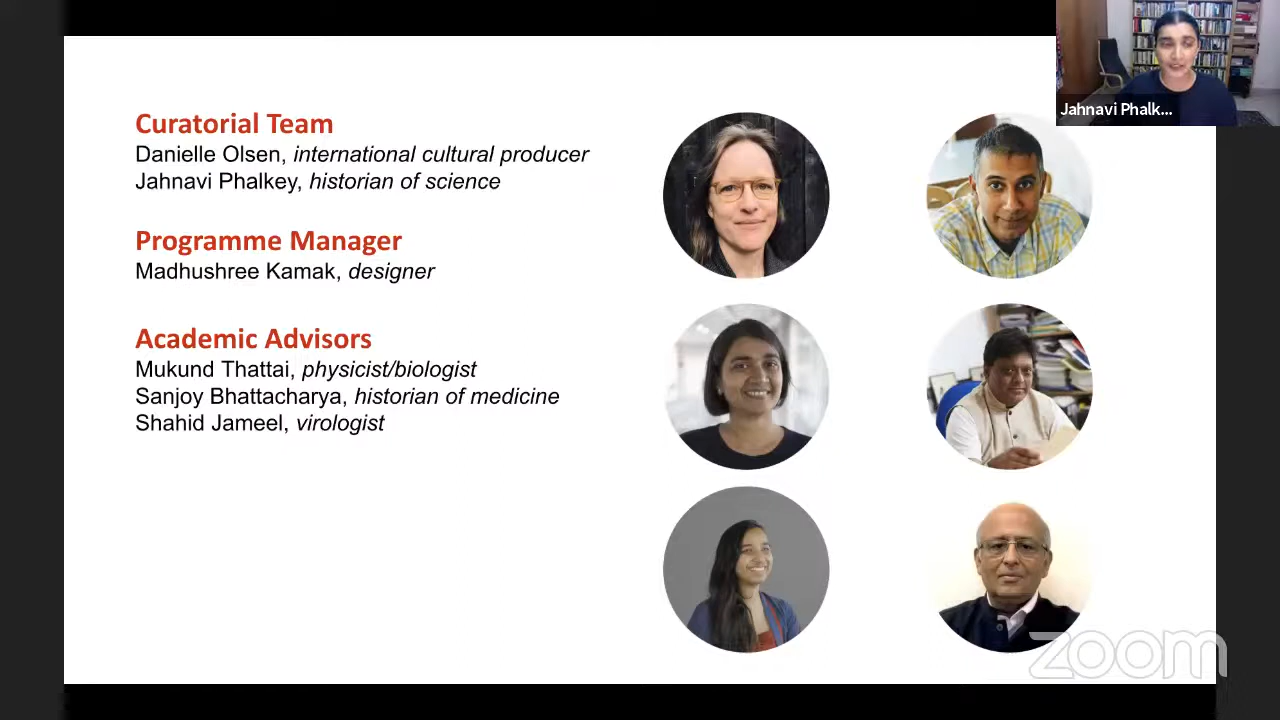 Curatorial Team
Danielle Olsen, international cultural producer
Jahnavi Phalkey, historian of science
Programme Manager
Madhushree Kamak, designer
Academic Advisors
Mukund Thattai, physicist/biologist
Sanjoy Bhattacharya, historian of medicine
Shahid Jameel, virologist
Jahnavi Phalk...
zoom